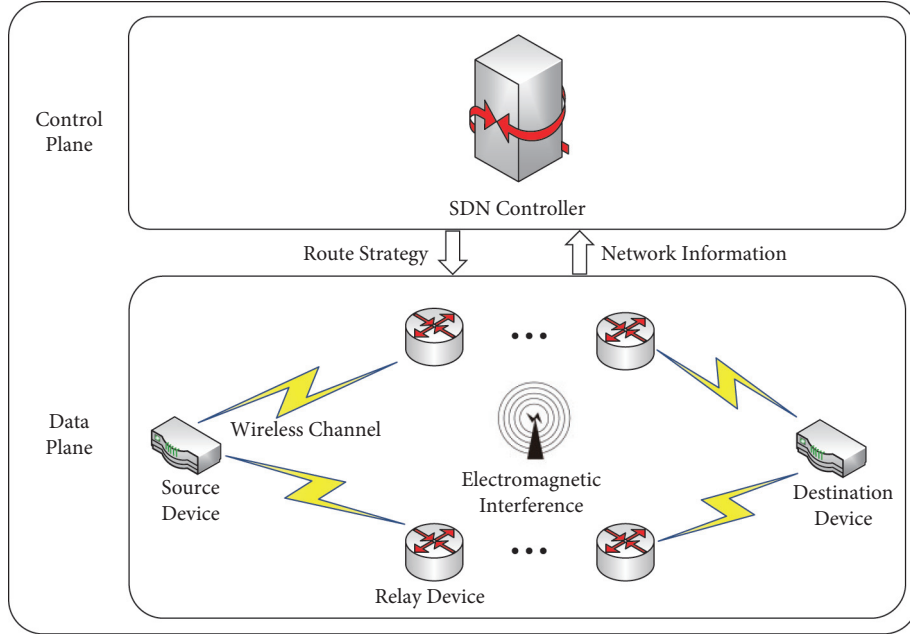 Control
Plane
SDN Controller
Route Strategy
Network Information
Data
Plane
Wireless Channel
Source
Device
Electromagnetic
Interference
Destination
Device
Relay Device